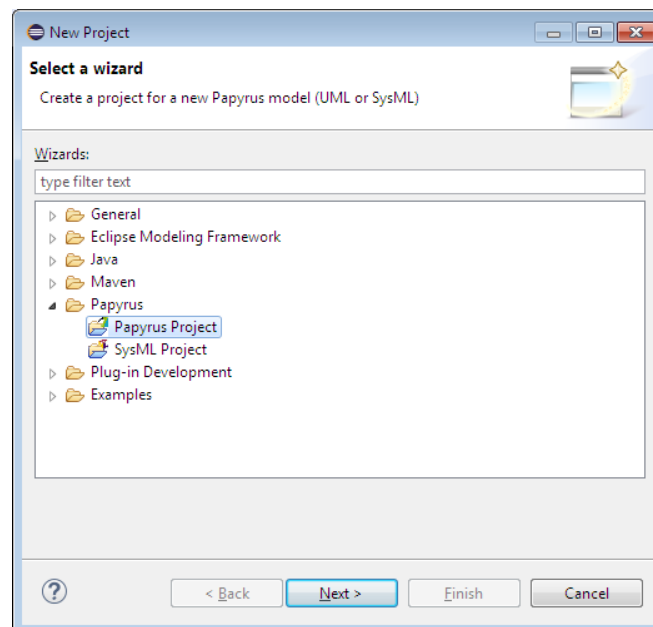 New Project
Select a wizard
Create a project for a new Papyrus model (UML or SysML)
Wizards:
type filter text
General
Eclipse Modeling Framework
Java
Maven
Papyrus
Papyrus Project
SysML Project
Plug-in Development
Examples
? < Back Next > Finish Cancel